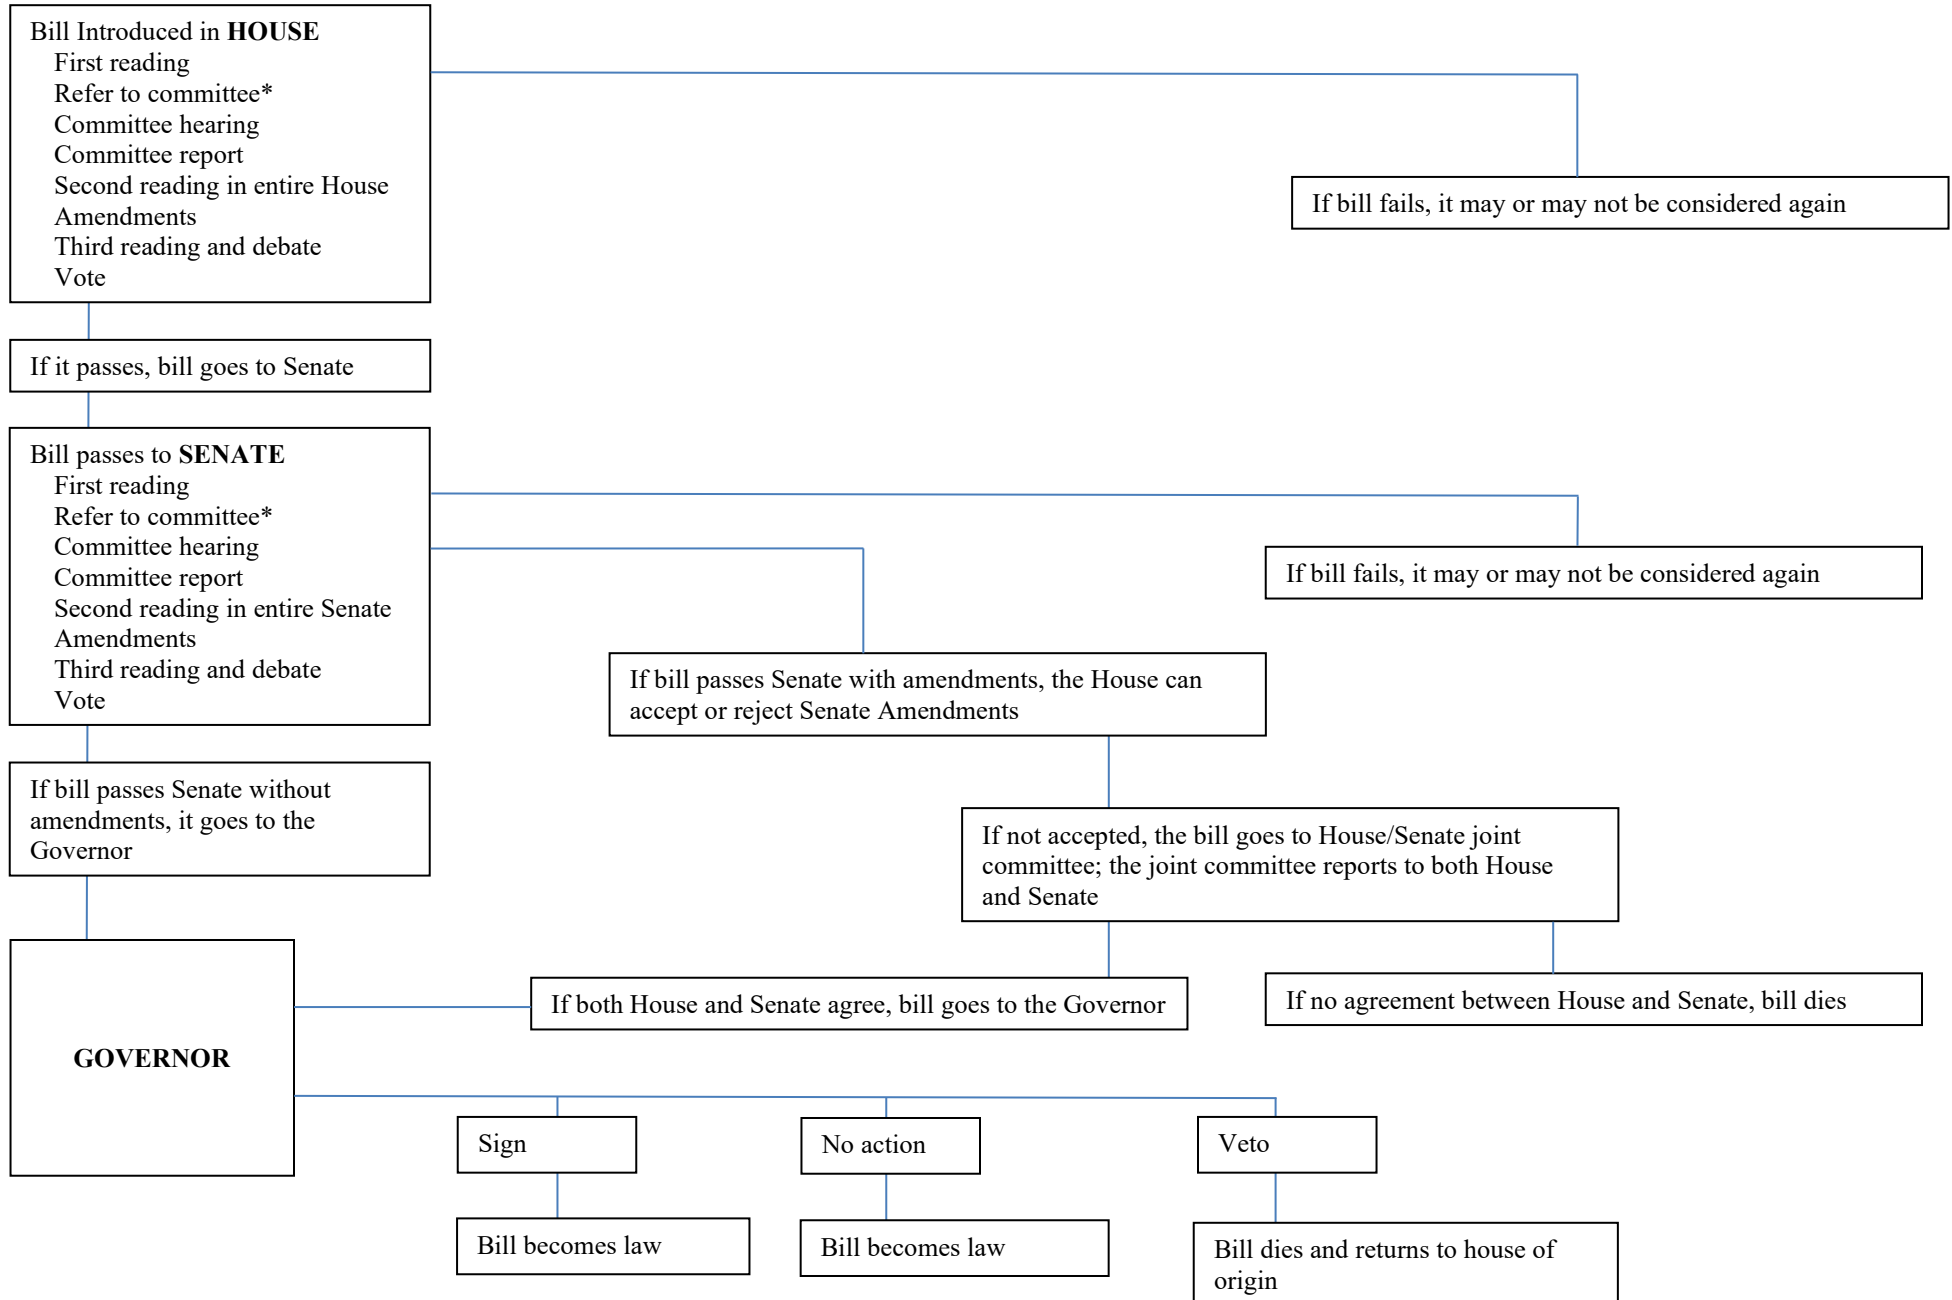 Bill Introduced in HOUSE
First reading
Refer to committee*
Committee hearing
Committee report
Second reading in entire House
Amendments
Third reading and debate
Vote
If bill fails, it may or may not be considered again
If it passes, bill goes to Senate
Bill passes to SENATE
First reading
Refer to committee*
Committee hearing
Committee report
Second reading in entire Senate
Amendments
Third reading and debate
Vote
If bill fails, it may or may not be considered again
If bill passes Senate with amendments, the House can
accept or reject Senate Amendments
If bill passes Senate without
amendments, it goes to the
Governor
If not accepted, the bill goes to House/Senate joint
committee; the joint committee reports to both House
and Senate
If both House and Senate agree, bill goes to the Governor
If no agreement between House and Senate, bill dies
GOVERNOR
Sign
No action
Veto
Bill becomes law
Bill becomes law
Bill dies and returns to house of
origin